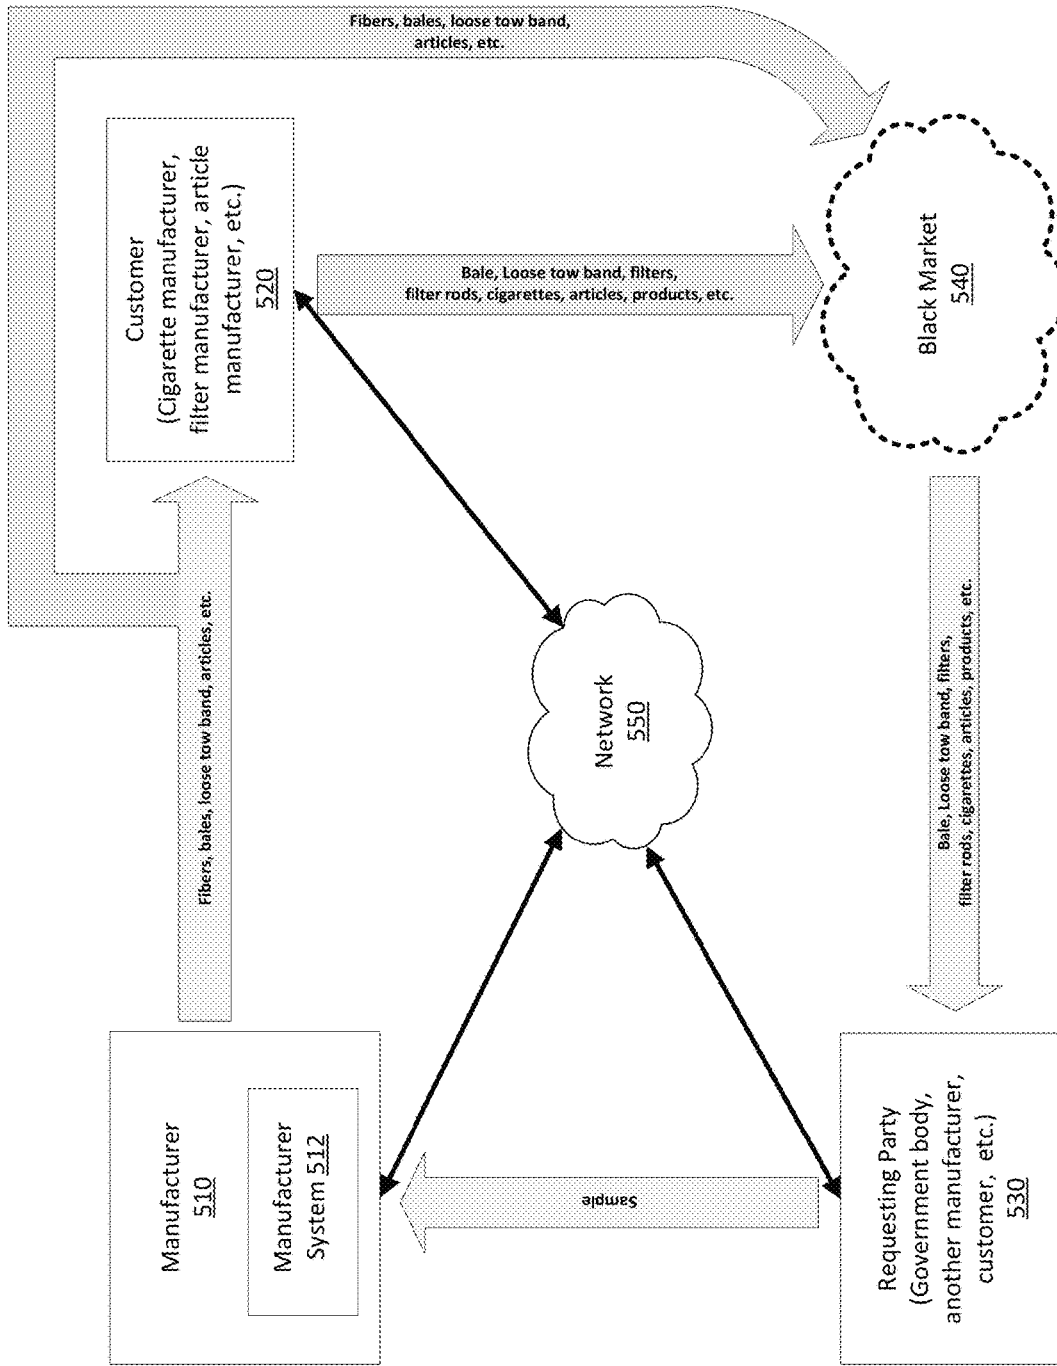 Manufacturer
510
Manufacturer
System 512
Fibers, bales, loose tow band, articles, etc.
Customer
(Cigarette manufacturer,
filter manufacturer, article
manufacturer, etc.)
520
Fibers, bales, loose tow band,
articles, etc.
Sample
Network
550
Bale, Loose tow band, filters,
filter rods, cigarettes, articles, products, etc.
Requesting Party
(Government body,
another manufacturer,
customer, etc.)
530
Bale, Loose tow band, filters,
filter rods, cigarettes, articles, products, etc.
Black Market
540